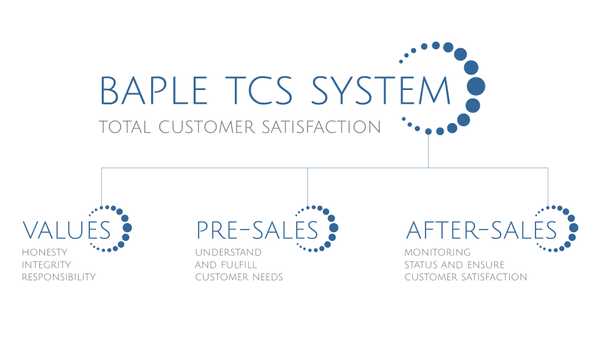 BAPLE TCS SYSTEM
TOTAL CUSTOMER SATISFACTION
VALUES
HONESTY
INTEGRITY
RESPONSIBILITY
PRE-SALES
UNDERSTAND
AND FULFILL
CUSTOMER NEEDS
AFTER-SALES
MONITORING
STATUS AND ENSURE
CUSTOMER SATISFACTION